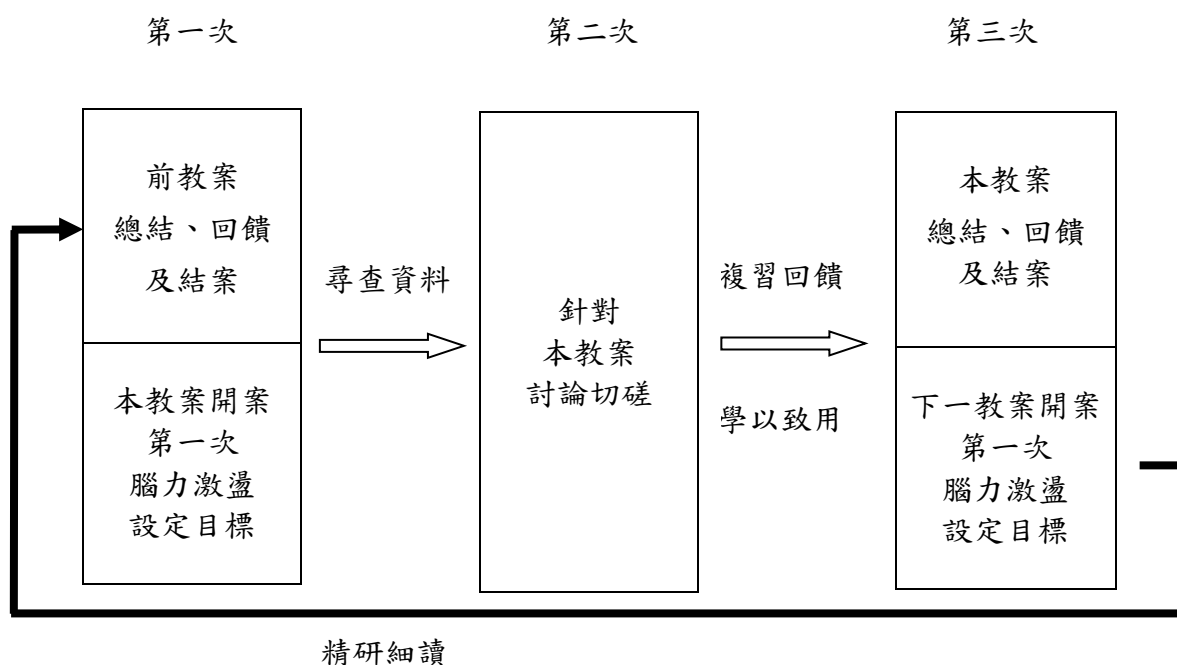 第一次
第二次
第三次
前教案
總結、回饋
及結案
本教案開案
第一次
腦力激盪
設定目標
尋查資料
針對
本教案
討論切磋
複習回饋
學以致用
本教案
總結、回饋
及結案
下一教案開案
第一次
腦力激盪
設定目標
精研細讀